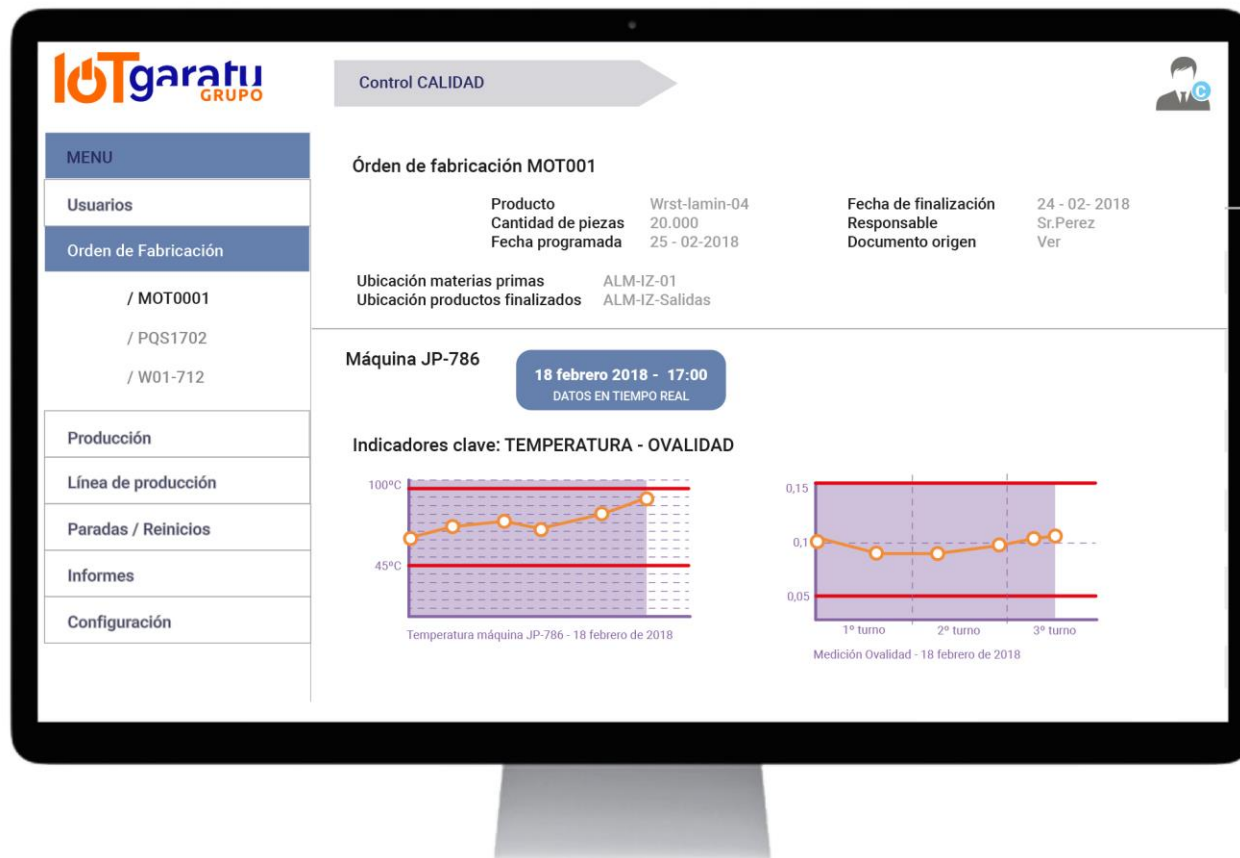 IoTgaratu
GRUPO
Control CALIDAD
C
MENU
Usuarios
Orden de Fabricación
/ MOT0001
/ PQS1702
/ W01-712
Producción
Línea de producción
Paradas / Reinicios
Informes
Configuración
Órden de fabricación MOT001
Producto Wrst-lamin-04
Cantidad de piezas 20.000
Fecha programada 25 - 02-2018
Fecha de finalización 24 - 02- 2018
Responsable Sr.Perez
Documento origen Ver
Ubicación materias primas ALM-IZ-01
Ubicación productos finalizados ALM-IZ-Salidas
Máquina JP-786
18 febrero 2018 - 17:00
DATOS EN TIEMPO REAL
Indicadores clave: TEMPERATURA - OVALIDAD
100ºC
45ºC
Temperatura máquina JP-786 - 18 febrero de 2018
0,15
0,1
0,05
1º turno 2º turno 3º turno
Medición Ovalidad - 18 febrero de 2018